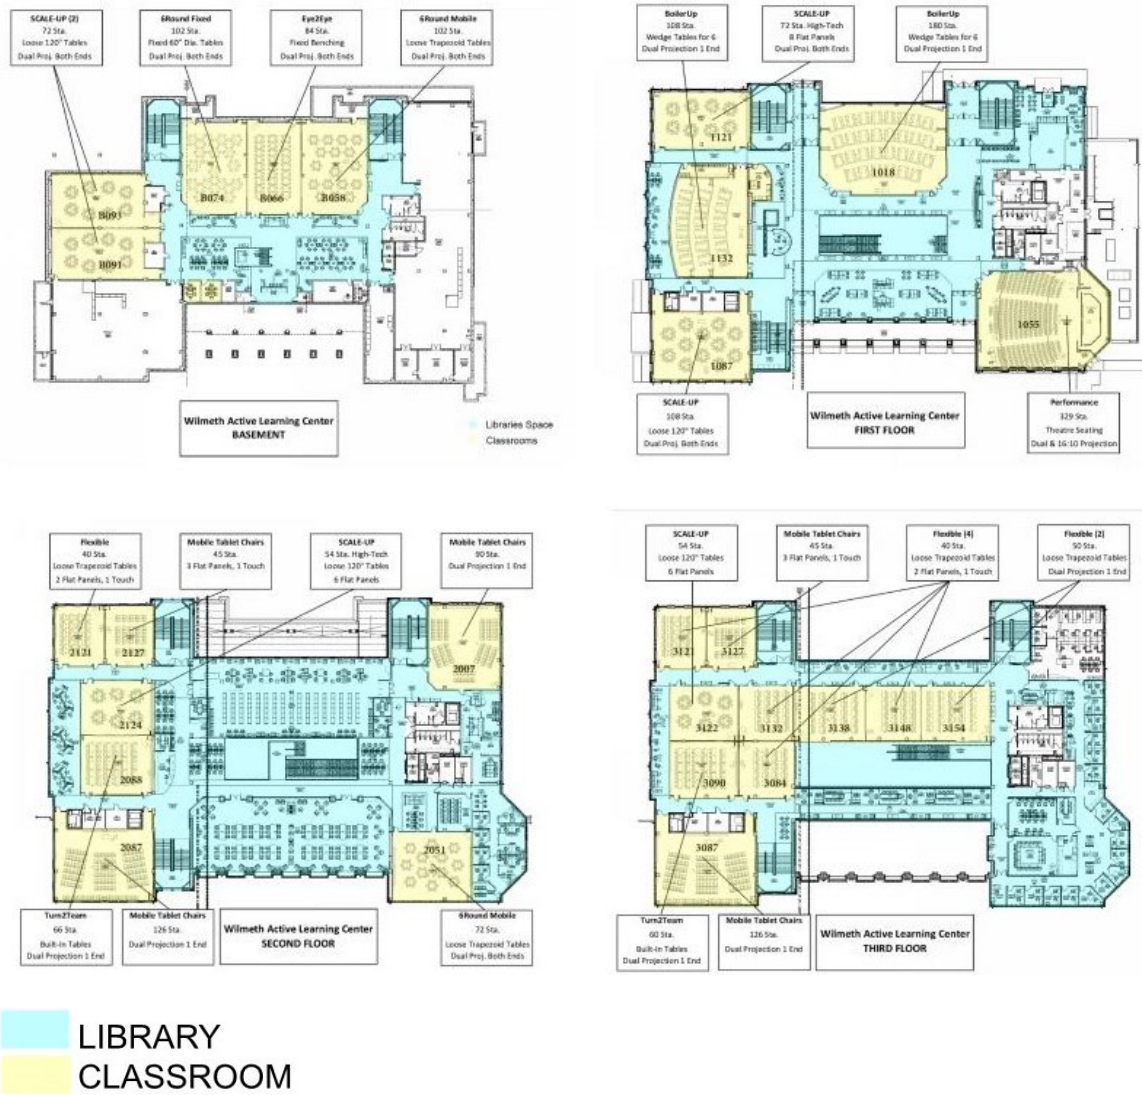 SCALE-UP (2)
72 Sta.
Loose 120° Tables
Dual Proj. Both Ends
6Round Fixed
102 Sta.
Fixed 60" Dia. Tables
Dual Proj. Both Ends
Eye2Eye
84 Sta.
Fixed Benching
Dual Proj. Both Ends
6Round Mobile
102 Sta.
Loose Trapezoid Tables
Dual Proj. Both Ends
B074
B066
B058
B093
B091
Wilmeth Active Learning Center
BASEMENT
Libraries Space
Classrooms
BoilerUp
108 Sta.
Wedge Tables for 6
Dual Projection 1 End
SCALE-UP
72 Sta. High-Tech
8 Flat Panels
Dual Proj. Both Ends
BoilerUp
180 Sta.
Wedge Tables for 6
Dual Projection 1 End
1121
1018
1132
1055
1087
SCALE-UP
108 Sta.
Loose 120° Tables
Dual Proj. Both Ends
Wilmeth Active Learning Center
FIRST FLOOR
Performance
329 Sta.
Theatre Seating
Dual & 16:10 Projection
Flexible
40 Sta.
Loose Trapezoid Tables
2 Flat Panels, 1 Touch
Mobile Tablet Chairs
45 Sta.
3 Flat Panels, 1 Touch
SCALE-UP
54 Sta. High-Tech
Loose 120° Tables
6 Flat Panels
Mobile Tablet Chairs
90 Sta.
Dual Projection 1 End
2121
2127
2007
2124
2088
2087
2051
Turn2Team
66 Sta.
Built-In Tables
Dual Projection 1 End
Mobile Tablet Chairs
126 Sta.
Dual Projection 1 End
Wilmeth Active Learning Center
SECOND FLOOR
6Round Mobile
72 Sta.
Loose Trapezoid Tables
Dual Proj. Both Ends
SCALE-UP
54 Sta.
Loose 120° Tables
6 Flat Panels
Mobile Tablet Chairs
45 Sta.
3 Flat Panels, 1 Touch
Flexible (4)
40 Sta.
Loose Trapezoid Tables
2 Flat Panels, 1 Touch
Flexible (2)
50 Sta.
Loose Trapezoid Tables
Dual Projection 1 End
3121
3127
3122
3132
3138
3148
3154
3090
3084
3087
Turn2Team
60 Sta.
Built-In Tables
Dual Projection 1 End
Mobile Tablet Chairs
126 Sta.
Dual Projection 1 End
Wilmeth Active Learning Center
THIRD FLOOR
LIBRARY
CLASSROOM